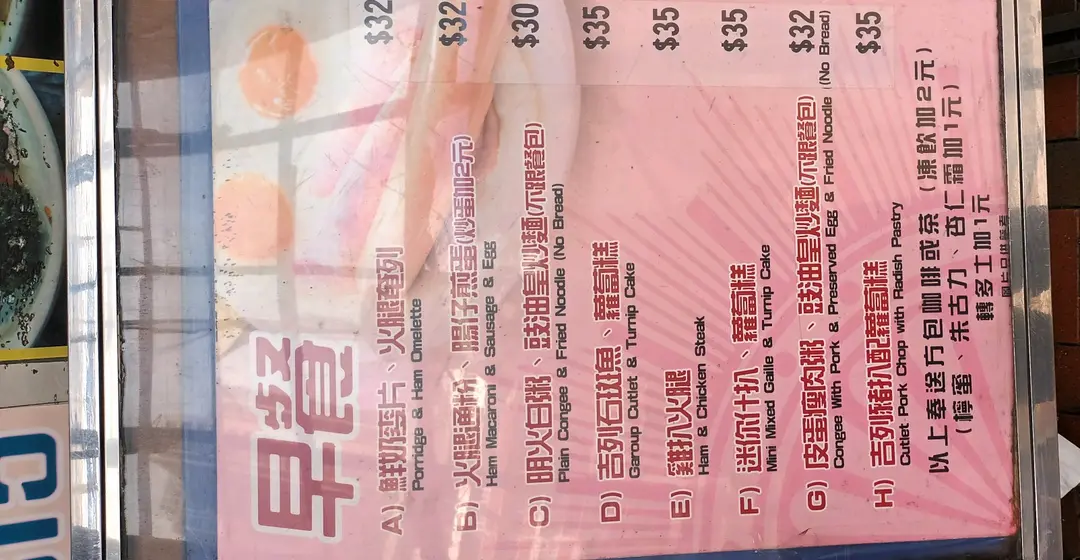 早餐
A) 鮮奶麥片、火腿奄列 $32
Porridge & Ham Omelette
B) 火腿通粉、腸仔煎蛋(炒蛋加2元) $32
Ham Macaroni & Sausage & Egg
C) 明火白粥、豉油皇炒麵(不跟餐包) $30
Plain Congee & Fried Noodle (No Bread)
D) 吉列石斑魚、蘿蔔糕 $35
Garoup Cutlet & Turnip Cake
E) 雞扒火腿 $35
Ham & Chicken Steak
F) 迷你什扒、蘿蔔糕 $35
Mini Mixed Gaille & Turnip Cake
G) 皮蛋瘦肉粥、豉油皇炒麵(不跟餐包) $32
Congee With Pork & Preserved Egg & Fried Noodle (No Bread)
H) 吉列豬扒配蘿蔔糕 $35
Cutlet Pork Chop with Radish Pastry
以上奉送方包咖啡或茶（凍飲加2元）
（檸蜜、朱古力、杏仁霜加1元）
轉多士加1元
圖片只供參考